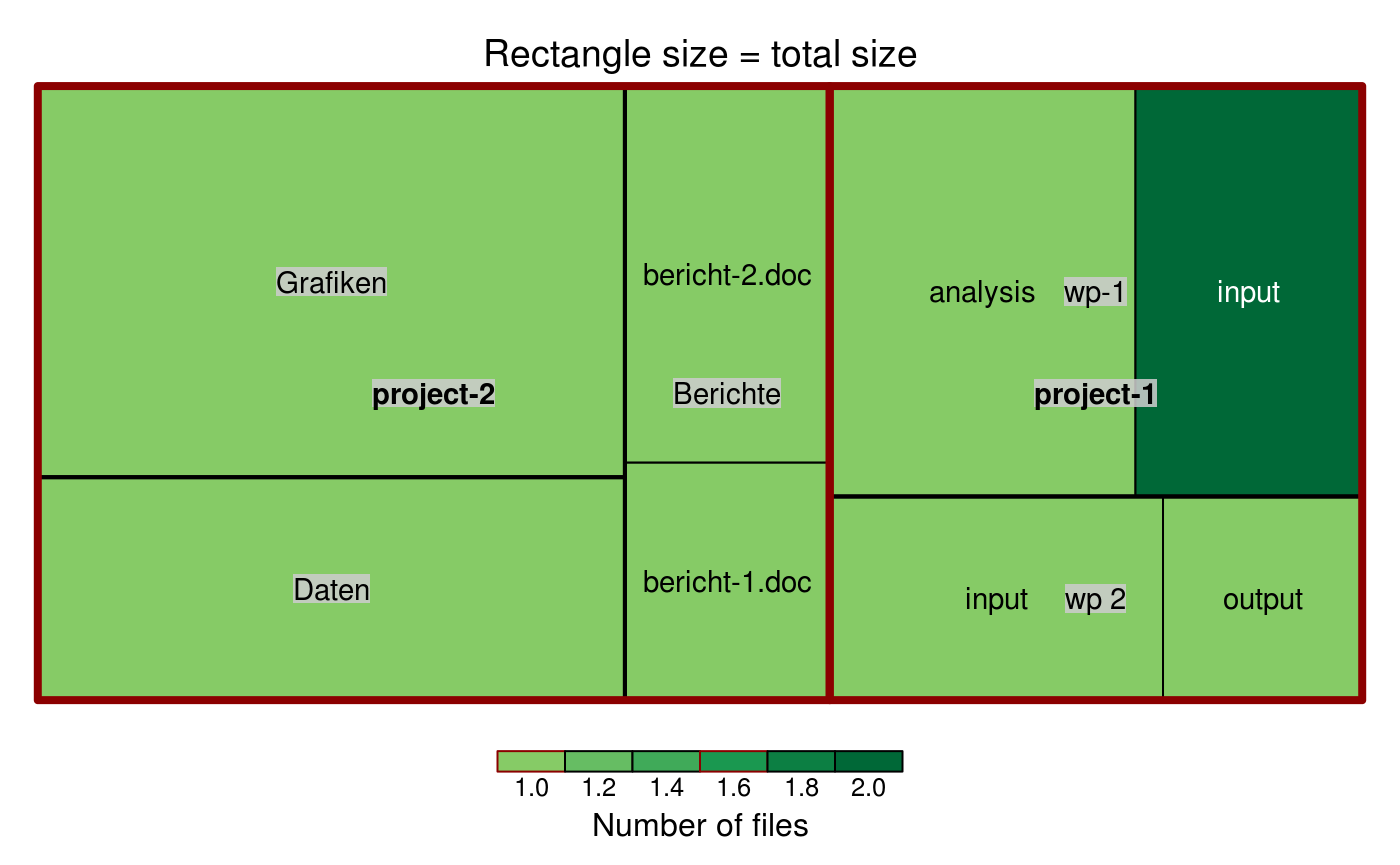 Rectangle size = total size
Grafiken
project-2
Daten
bericht-2.doc
Berichte
bericht-1.doc
analysis wp-1 input
project-1
input wp 2 output
1.0 1.2 1.4 1.6 1.8 2.0
Number of files